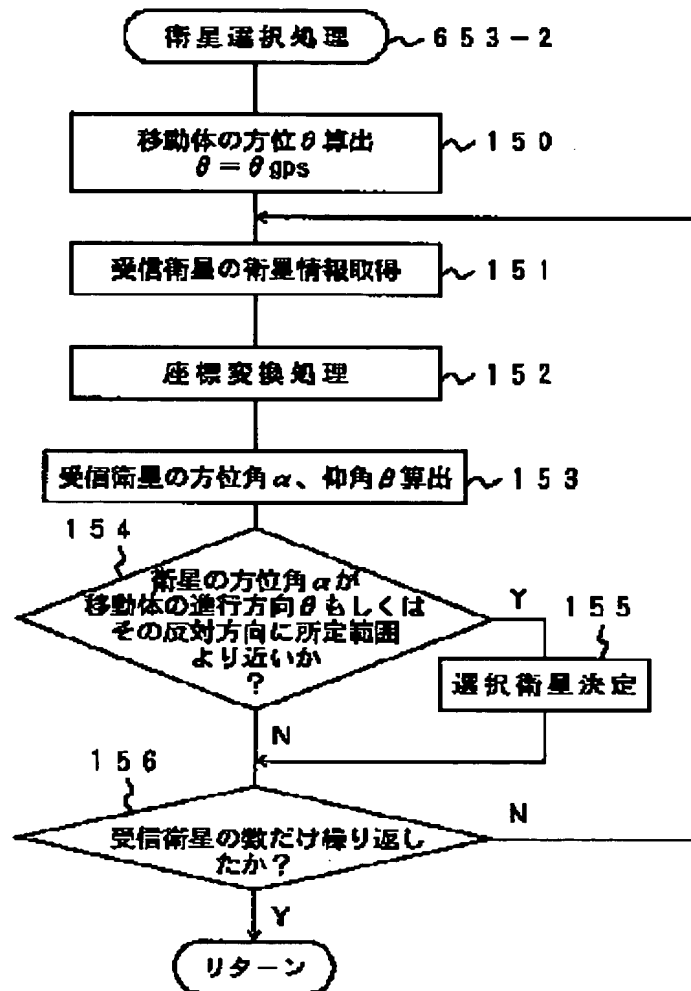 衛星選択処理
653-2
移動体の方位θ算出
θ=θgps
150
受信衛星の衛星情報取得
151
座標変換処理
152
受信衛星の方位角α、仰角β算出
153
154
衛星の方位角αが
移動体の進行方向θもしくは
その反対方向に所定範囲
より近いか
?
Y
155
選択衛星決定
N
156
受信衛星の数だけ繰り返し
たか?
N
Y
リターン